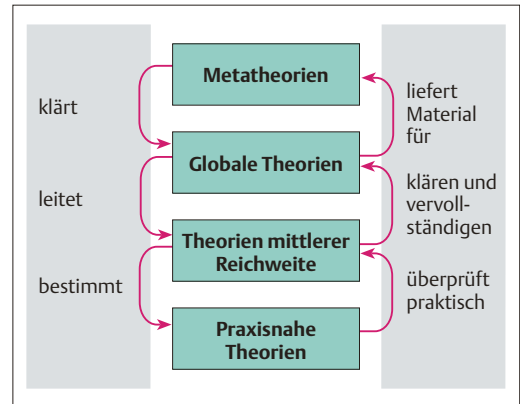 Metatheorien
klärt
liefert
Material
für
Globale Theorien
leitet
klären und
vervoll-
ständigen
Theorien mittlerer
Reichweite
bestimmt
überprüft
praktisch
Praxisnahe
Theorien